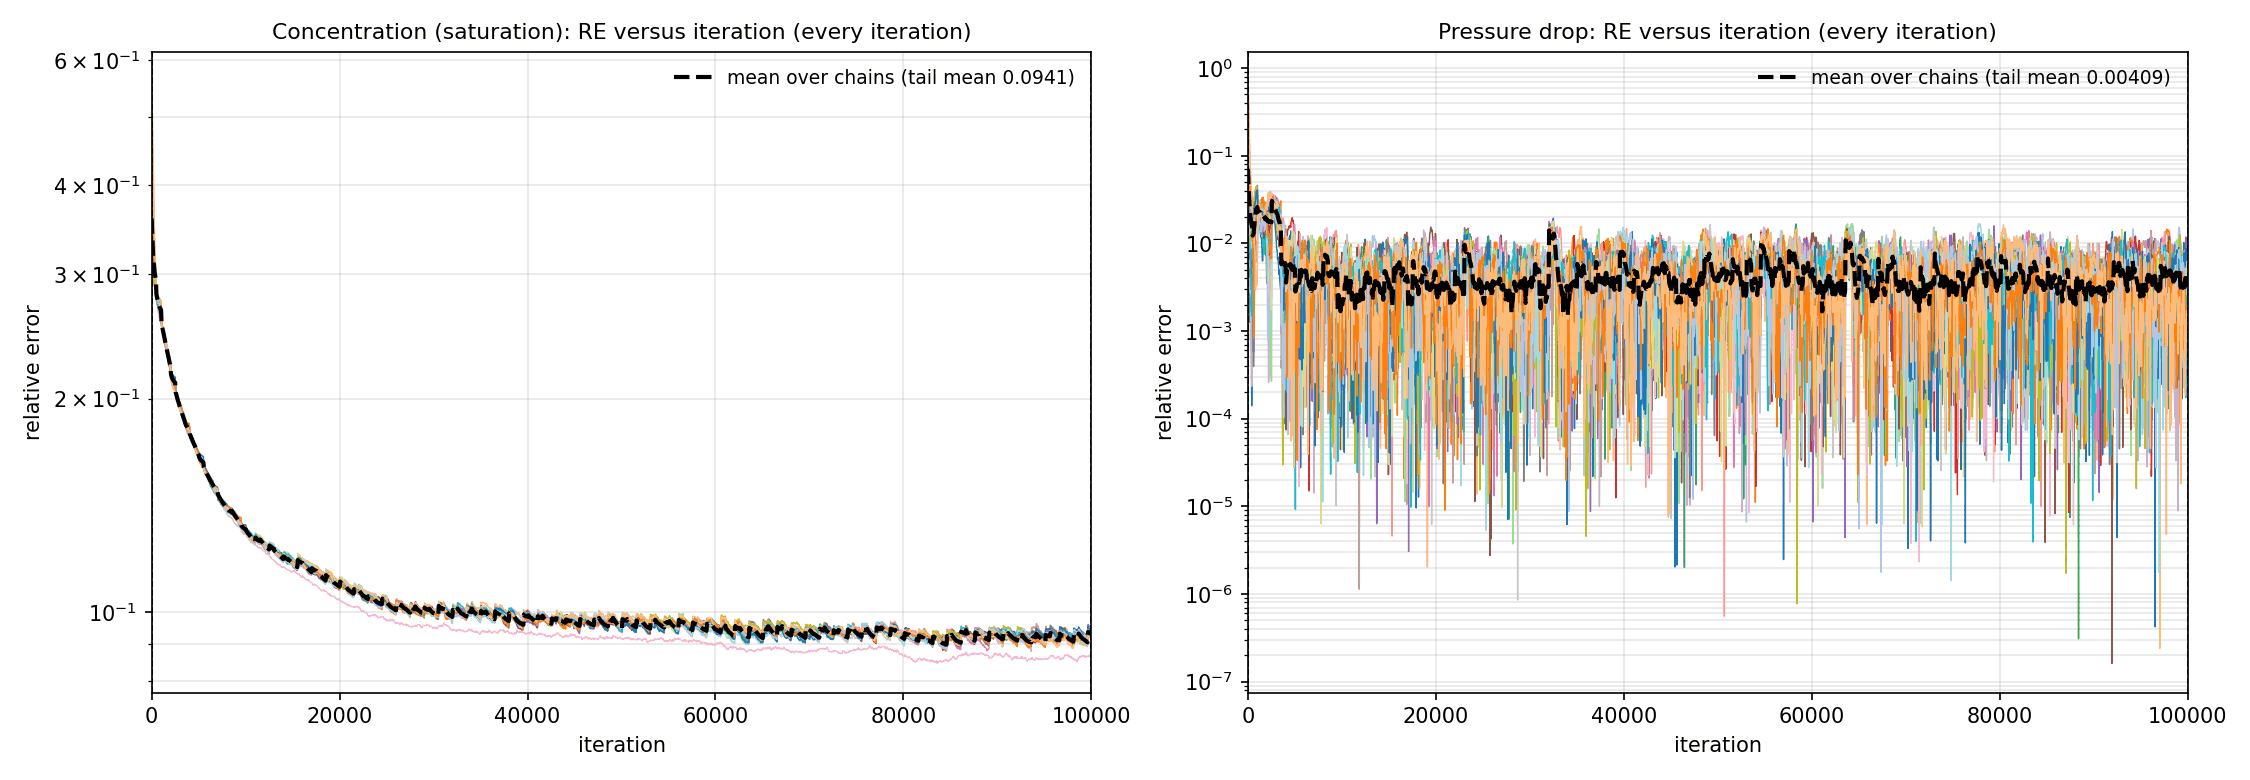 Concentration (saturation): RE versus iteration (every iteration)
mean over chains (tail mean 0.0941)
relative error
6 × 10⁻¹
4 × 10⁻¹
3 × 10⁻¹
2 × 10⁻¹
10⁻¹
0 20000 40000 60000 80000 100000
iteration
Pressure drop: RE versus iteration (every iteration)
mean over chains (tail mean 0.00409)
relative error
10⁰
10⁻¹
10⁻²
10⁻³
10⁻⁴
10⁻⁵
10⁻⁶
10⁻⁷
0 20000 40000 60000 80000 100000
iteration